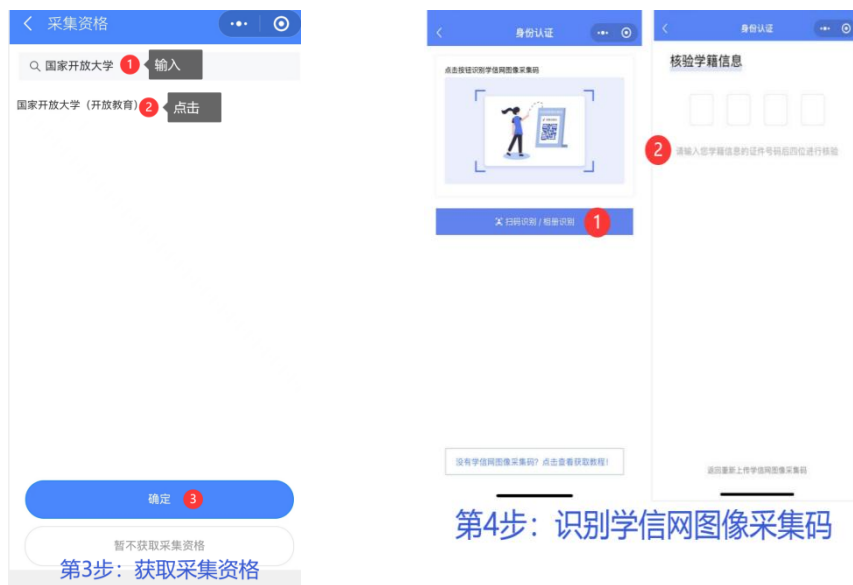 采集资格
国家开放大学 1 输入
国家开放大学（开放教育） 2 点击
确定 3
暂不获取采集资格
第3步：获取采集资格
身份认证
点击按钮识别学信网图像采集码
扫码识别 / 相册识别 1
没有学信网图像采集码？点击查看获取教程！
身份认证
核验学籍信息
2 请输入您学籍信息的证件号码后四位进行核验
返回重新上传学信网图像采集码
第4步：识别学信网图像采集码